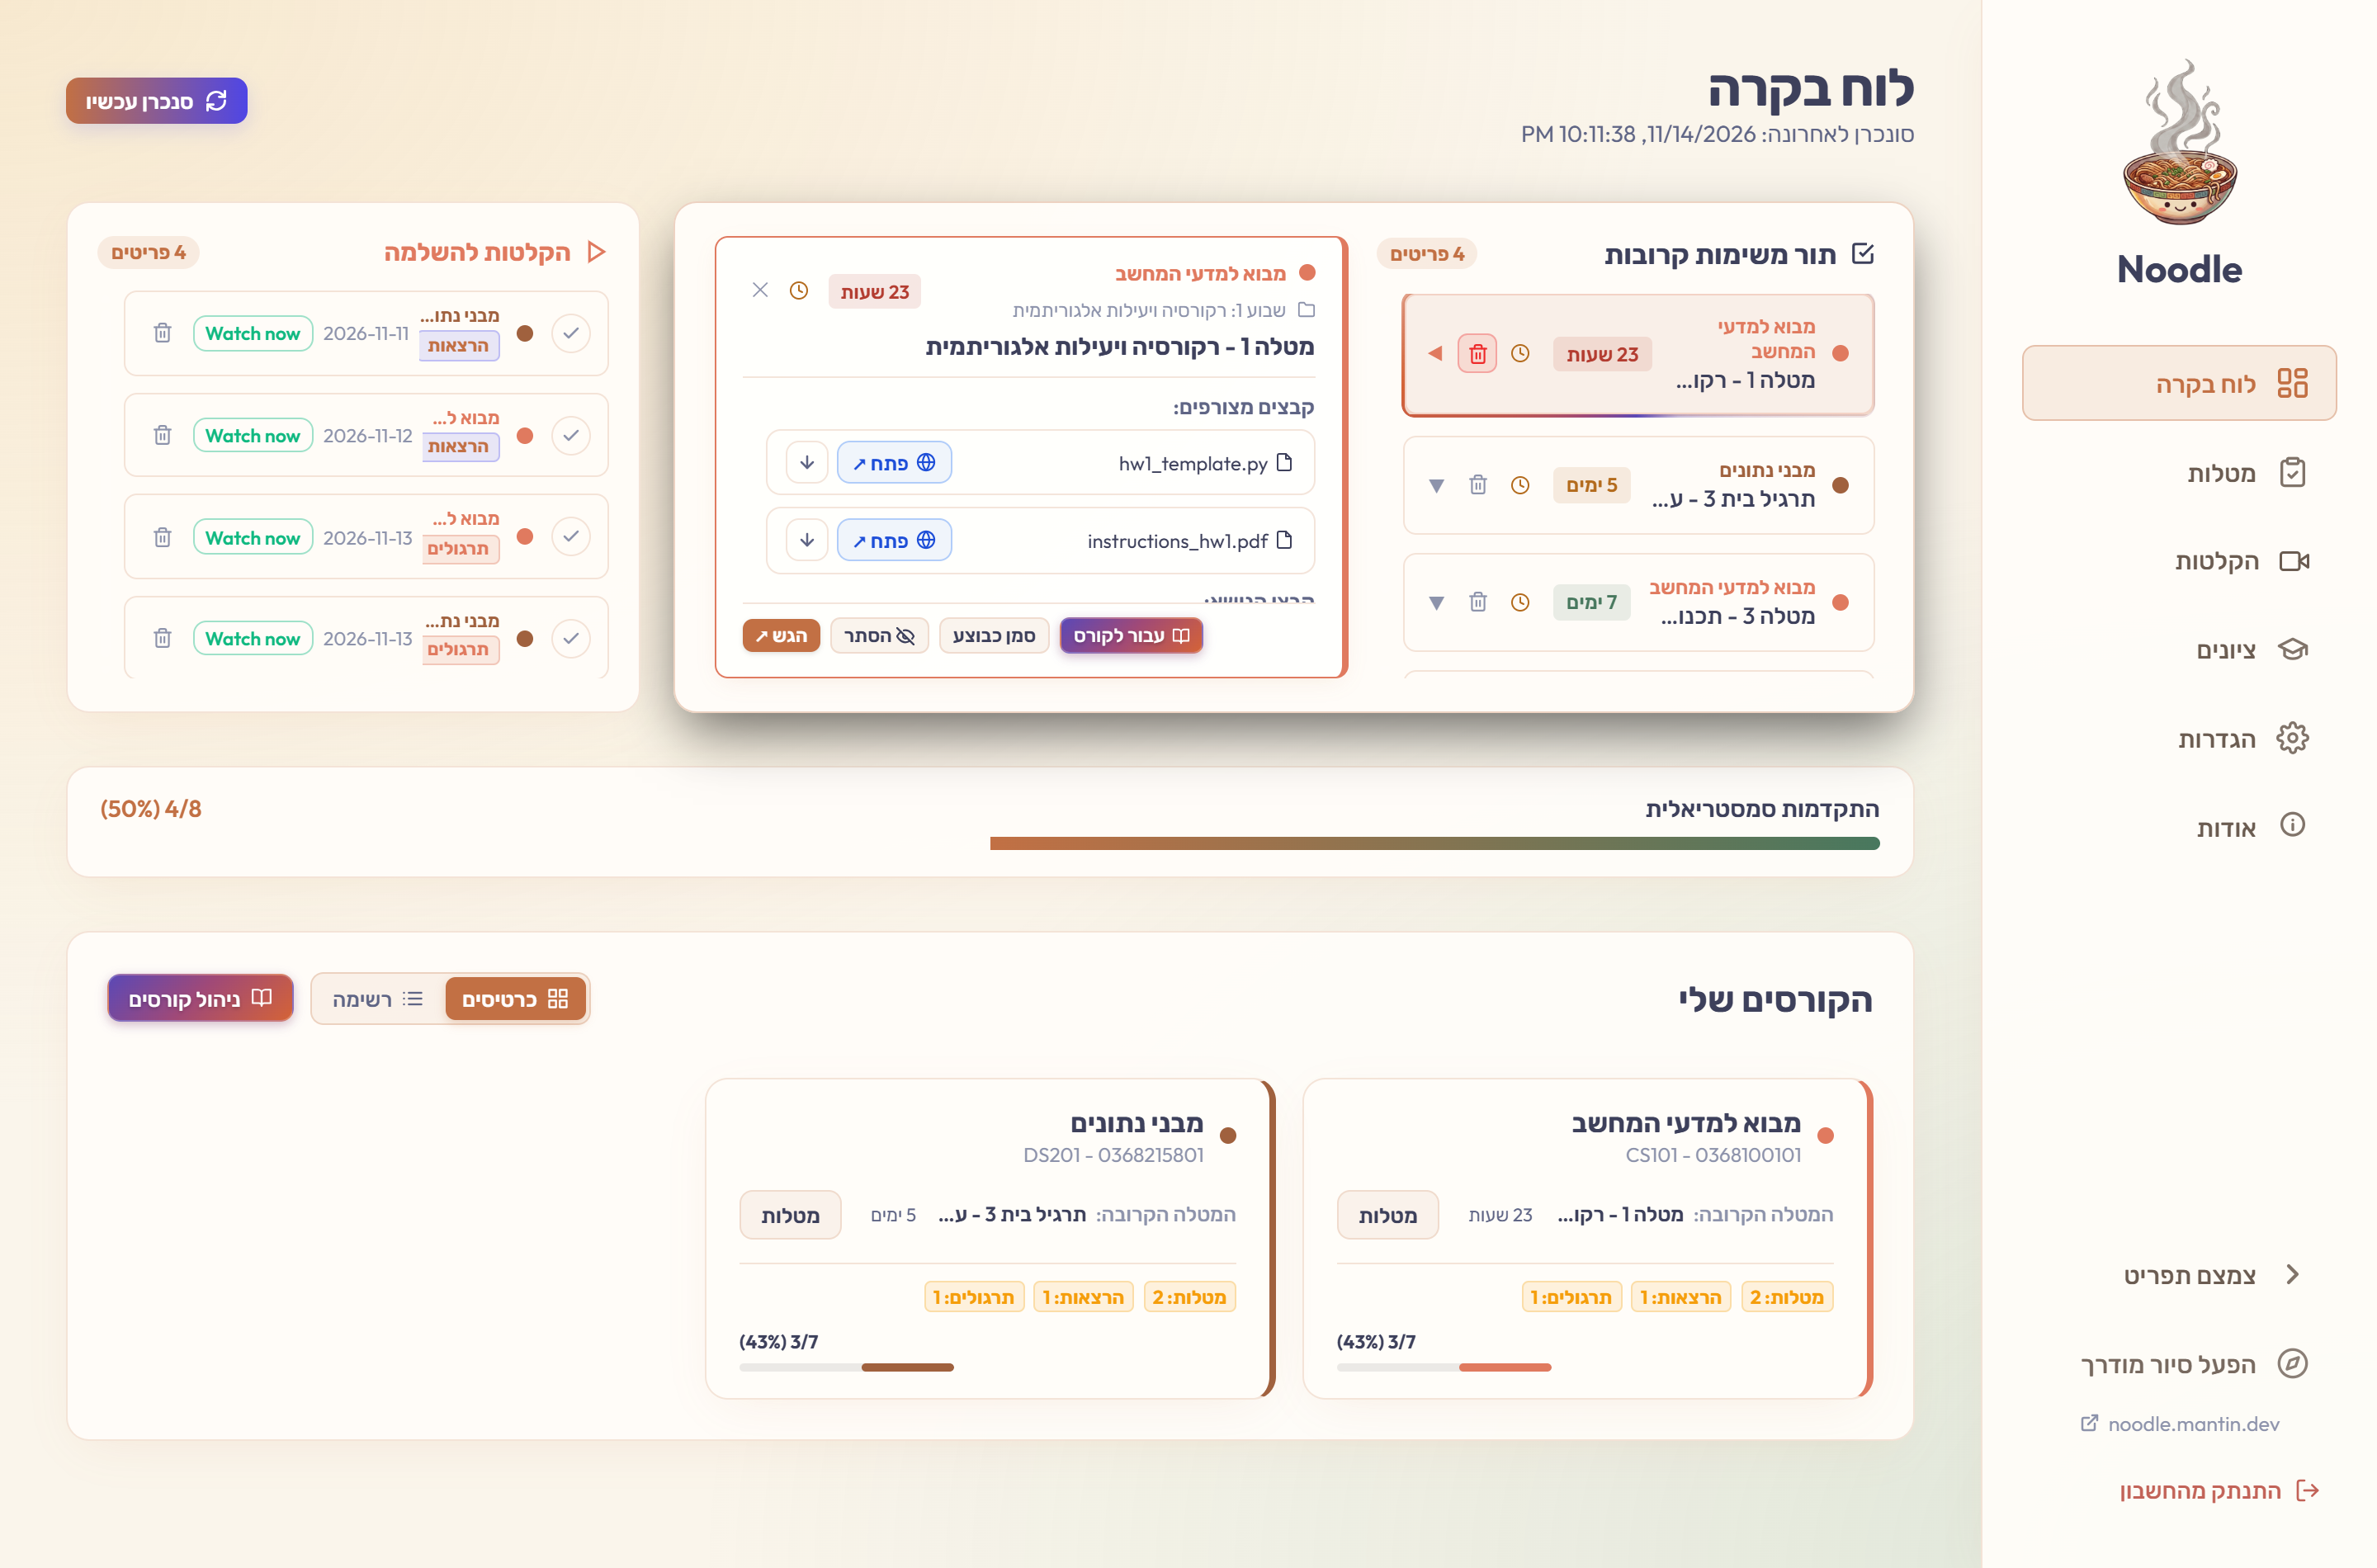 Noodle
לוח בקרה
מטלות
הקלטות
ציונים
הגדרות
אודות
צמצם תפריט
הפעל סיור מודרך
noodle.mantin.dev
התנתק מהחשבון
לוח בקרה
סונכרן לאחרונה: 11/14/2026, 10:11:38 PM
סנכרן עכשיו
תור משימות קרובות
4 פריטים
מבוא למדעי
המחשב
מטלה 1 - רקו...
23 שעות
מבני נתונים
תרגיל בית 3 - ע...
5 ימים
מבוא למדעי המחשב
מטלה 3 - תכנו...
7 ימים
מבוא למדעי המחשב
23 שעות
שבוע 1: רקורסיה ויעילות אלגוריתמית
מטלה 1 - רקורסיה ויעילות אלגוריתמית
קבצים מצורפים:
hw1_template.py
פתח ↗
instructions_hw1.pdf
פתח ↗
קבצי הנושא:
עבור לקורס
סמן כבוצע
הסתר
הגש ↗
הקלטות להשלמה
4 פריטים
מבני נתו...
הרצאות
2026-11-11
Watch now
מבוא ל...
הרצאות
2026-11-12
Watch now
מבוא ל...
תרגולים
2026-11-13
Watch now
מבני נת...
תרגולים
2026-11-13
Watch now
התקדמות סמסטריאלית
4/8 (50%)
הקורסים שלי
כרטיסים
רשימה
ניהול קורסים
מבוא למדעי המחשב
CS101 - 0368100101
המטלה הקרובה: מטלה 1 - רקו... 23 שעות
מטלות
מטלות: 2
הרצאות: 1
תרגולים: 1
3/7 (43%)
מבני נתונים
DS201 - 0368215801
המטלה הקרובה: תרגיל בית 3 - ע... 5 ימים
מטלות
מטלות: 2
הרצאות: 1
תרגולים: 1
3/7 (43%)